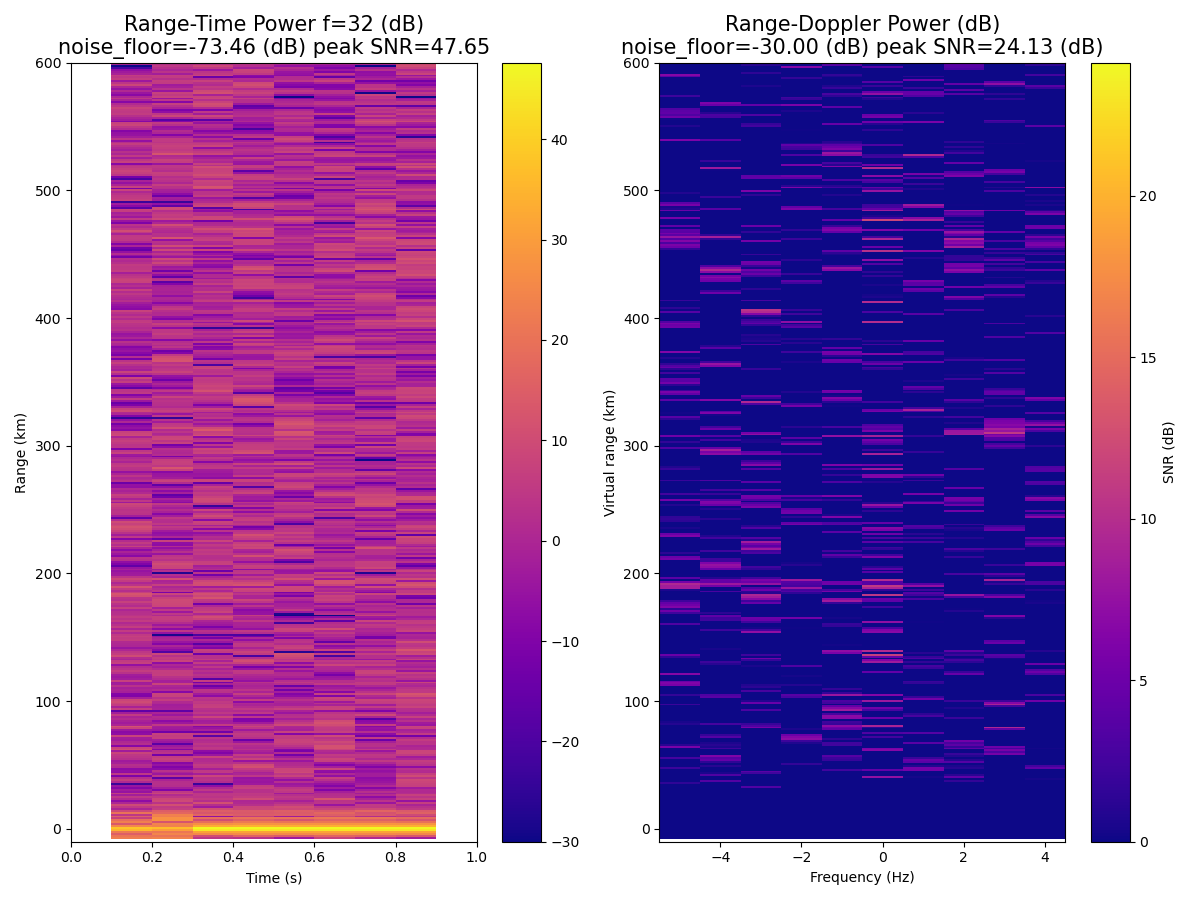 Range-Time Power f=32 (dB)
noise_floor=-73.46 (dB) peak SNR=47.65
Range-Doppler Power (dB)
noise_floor=-30.00 (dB) peak SNR=24.13 (dB)
600
500
400
300
200
100
0
Range (km)
0.0 0.2 0.4 0.6 0.8 1.0
Time (s)
40
30
20
10
0
−10
−20
−30
600
500
400
300
200
100
0
Virtual range (km)
−4 −2 0 2 4
Frequency (Hz)
20
15
10
5
0
SNR (dB)